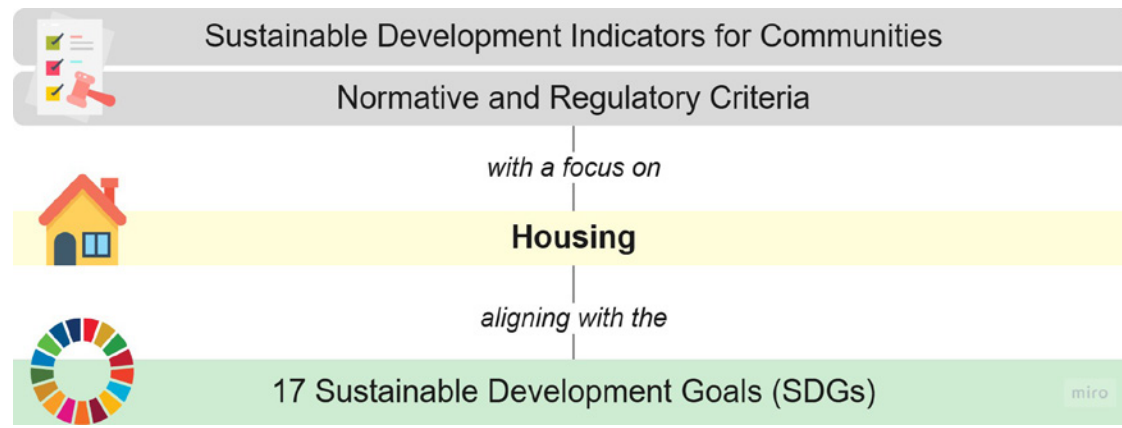 Sustainable Development Indicators for Communities
Normative and Regulatory Criteria
with a focus on
Housing
aligning with the
17 Sustainable Development Goals (SDGs)
miro